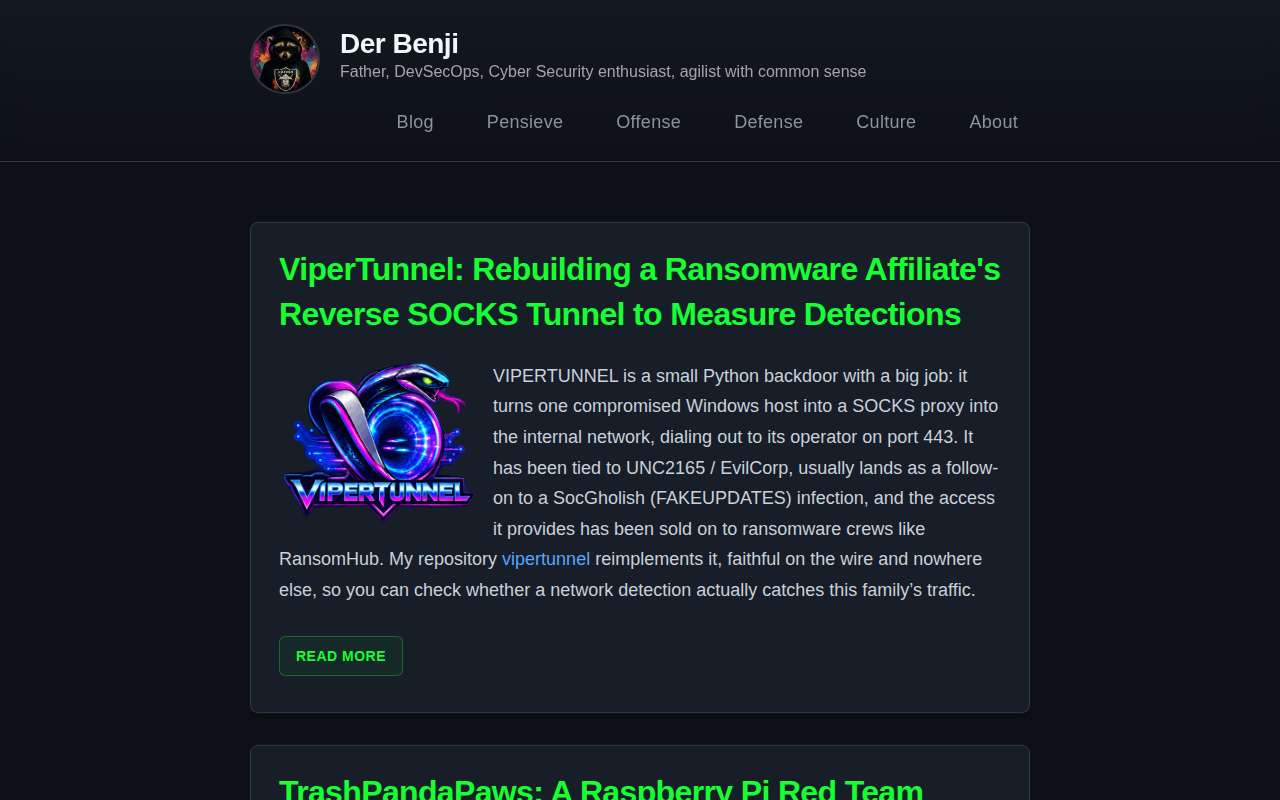 Der Benji
Father, DevSecOps, Cyber Security enthusiast, agilist with common sense
Blog Pensieve Offense Defense Culture About
ViperTunnel: Rebuilding a Ransomware Affiliate's
Reverse SOCKS Tunnel to Measure Detections
VIPERTUNNEL
VIPERTUNNEL is a small Python backdoor with a big job: it
turns one compromised Windows host into a SOCKS proxy into
the internal network, dialing out to its operator on port 443. It
has been tied to UNC2165 / EvilCorp, usually lands as a follow-
on to a SocGholish (FAKEUPDATES) infection, and the access
it provides has been sold on to ransomware crews like
RansomHub. My repository vipertunnel reimplements it, faithful on the wire and nowhere
else, so you can check whether a network detection actually catches this family’s traffic.
READ MORE
TrashPandaPaws: A Raspberry Pi Red Team